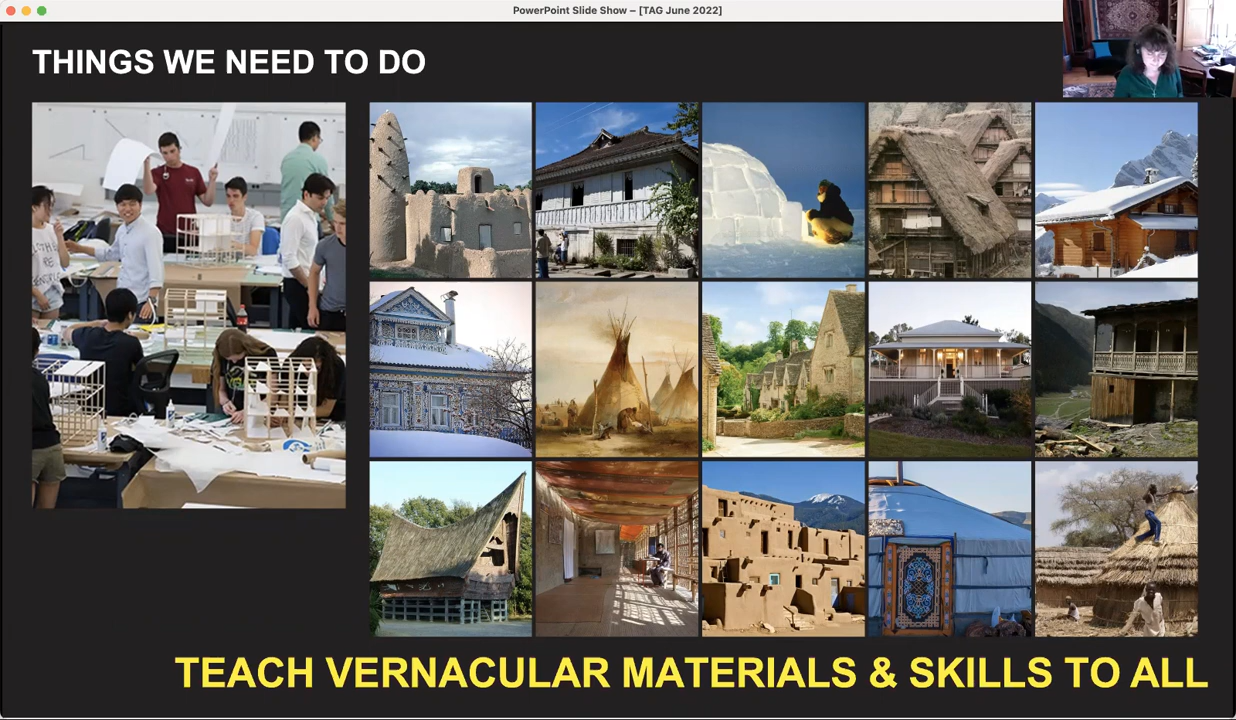 PowerPoint Slide Show – [TAG June 2022]
THINGS WE NEED TO DO
TEACH VERNACULAR MATERIALS & SKILLS TO ALL